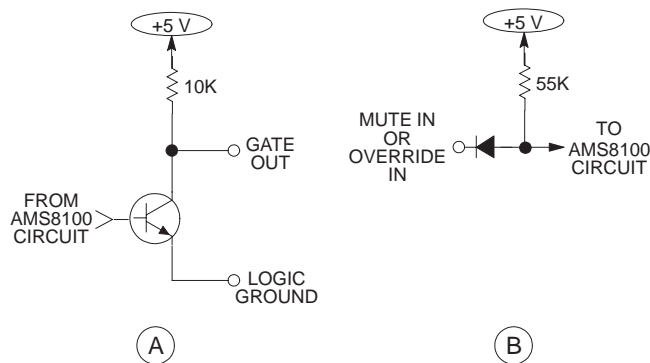 +5 V
10K
GATE
OUT
FROM
AMS8100
CIRCUIT
LOGIC
GROUND
A
+5 V
55K
MUTE IN
OR
OVERRIDE
IN
TO
AMS8100
CIRCUIT
B